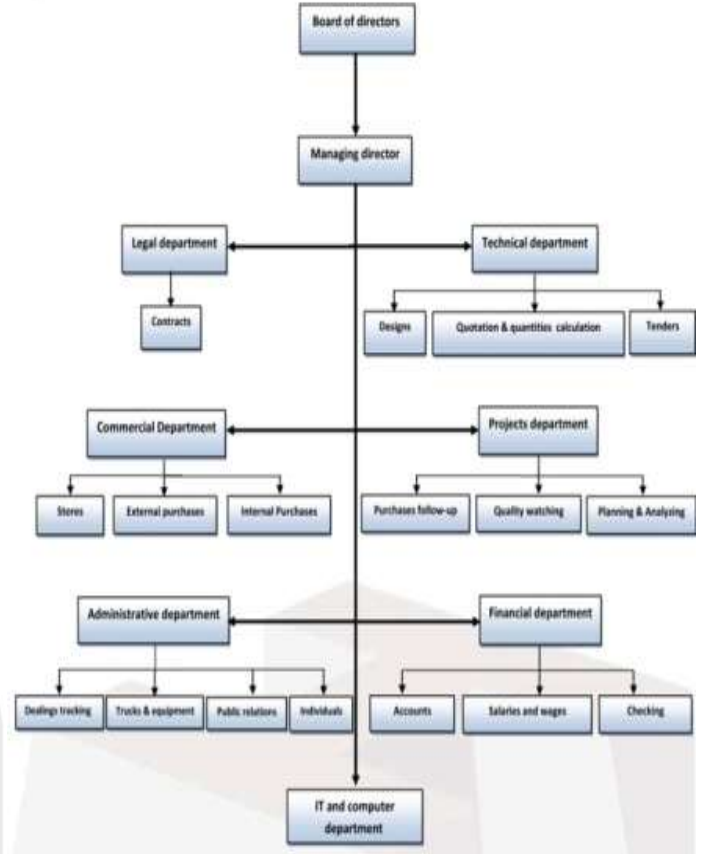 Board of directors
Managing director
Legal department
Technical department
Contracts
Designs
Quotation & quantities calculation
Tenders
Commercial Department
Projects department
Stores
External purchases
Internal Purchases
Purchases follow-up
Quality watching
Planning & Analyzing
Administrative department
Financial department
Dealings tracking
Trucks & equipment
Public relations
Individuals
Accounts
Salaries and wages
Checking
IT and computer
department